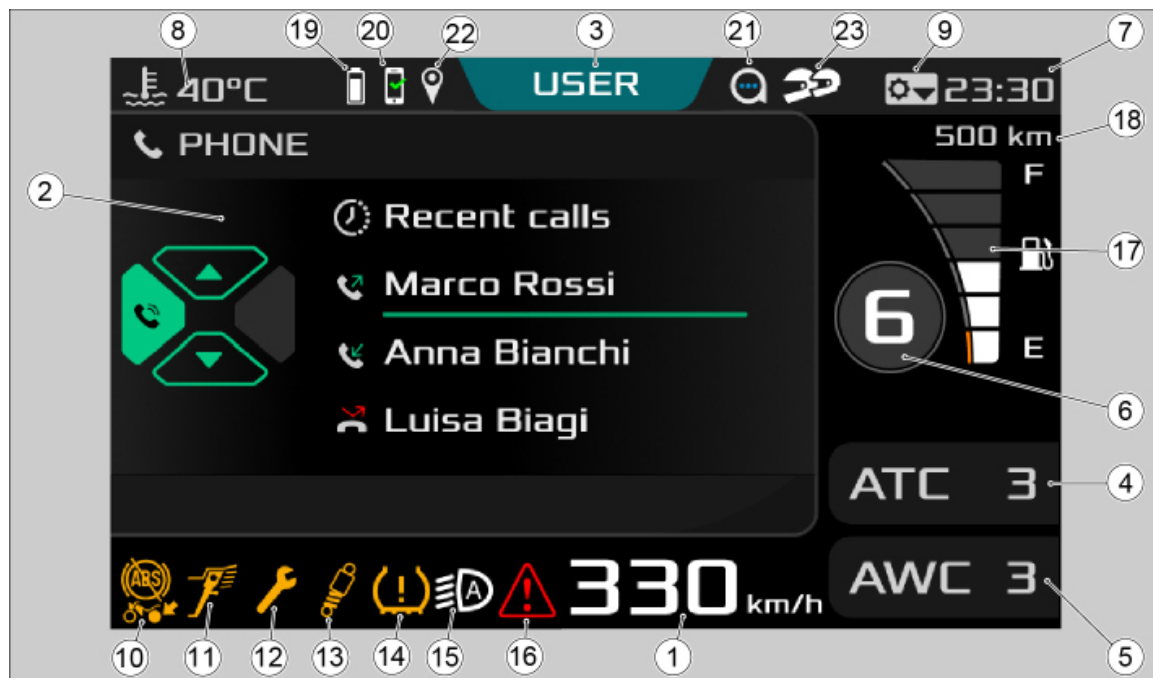 8 19 20 22 3 21 23 9 7
40°C USER 23:30
500 km 18
PHONE F
2 Recent calls
17
Marco Rossi 6
Anna Bianchi E
6
Luisa Biagi
ATC 3 4
ABS ! A 330 km/h AWC 3
10 11 12 13 14 15 16 1 5